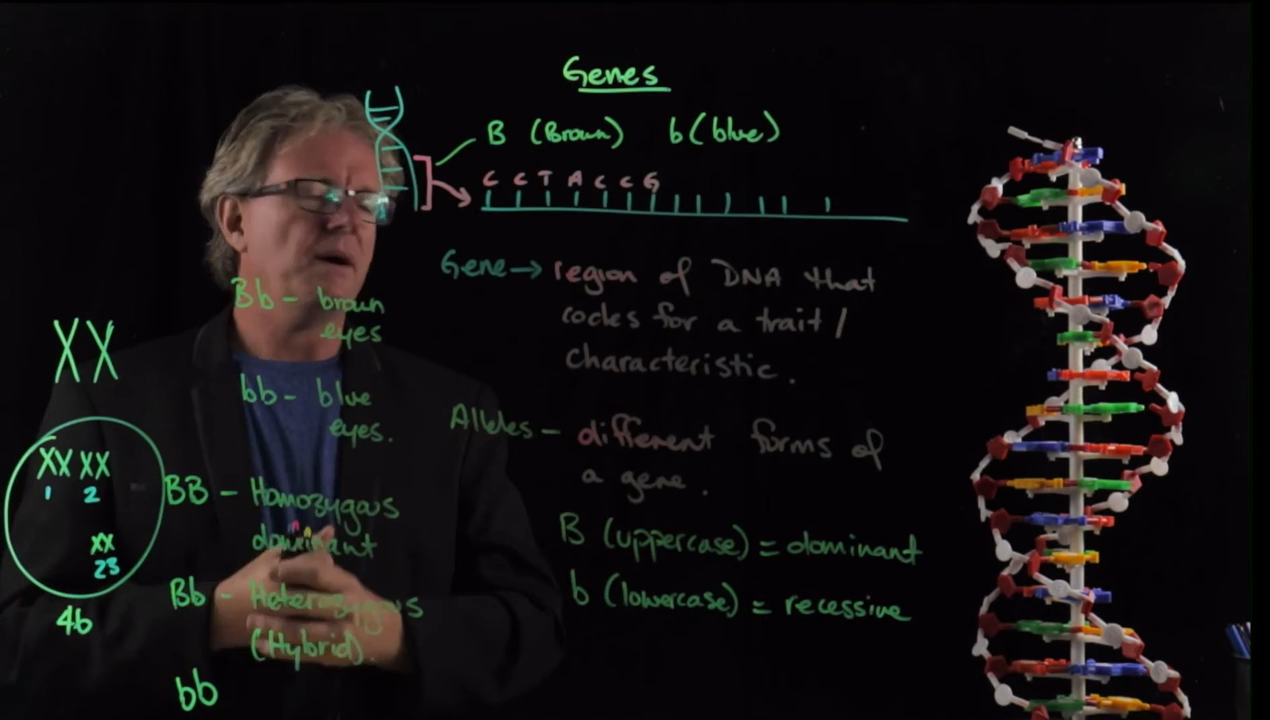 Genes
B (Brown) b (blue)
C C T A C C G
Gene → region of DNA that
codes for a trait /
characteristic.
Alleles - different forms of
a gene.
B (uppercase) = dominant
b (lowercase) = recessive
Bb - brown
eyes
bb - blue
eyes.
BB - Homozygous
dominant
Bb - Heterozygous
(Hybrid).
bb
XX
XX XX
1 2
XX
23
46